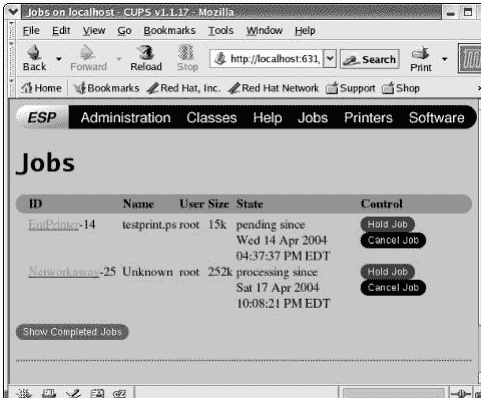 Jobs on localhost - CUPS v1.1.17 - Mozilla
File Edit View Go Bookmarks Tools Window Help
Back Forward Reload Stop http://localhost:631, Search Print
Home Bookmarks Red Hat, Inc. Red Hat Network Support Shop
ESP Administration Classes Help Jobs Printers Software
Jobs
ID Name User Size State Control
EntPrinter-14 testprint.ps root 15k pending since Hold Job
Wed 14 Apr 2004 Cancel Job
04:37:37 PM EDT
Networkaway-25 Unknown root 252k processing since Hold Job
Sat 17 Apr 2004 Cancel Job
10:08:21 PM EDT
Show Completed Jobs